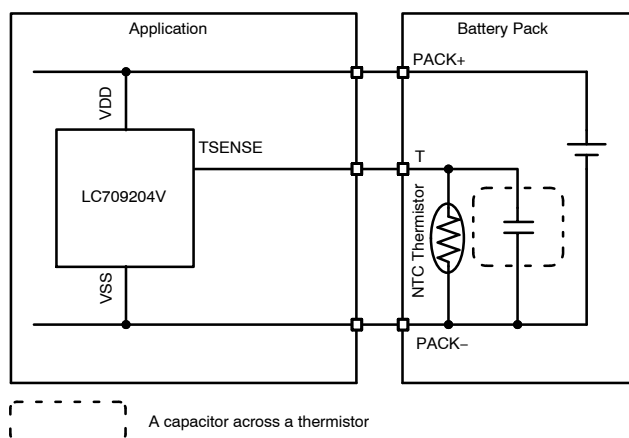 Application
Battery Pack
PACK+
VDD
TSENSE
T
LC709204V
NTC Thermistor
VSS
PACK−
A capacitor across a thermistor